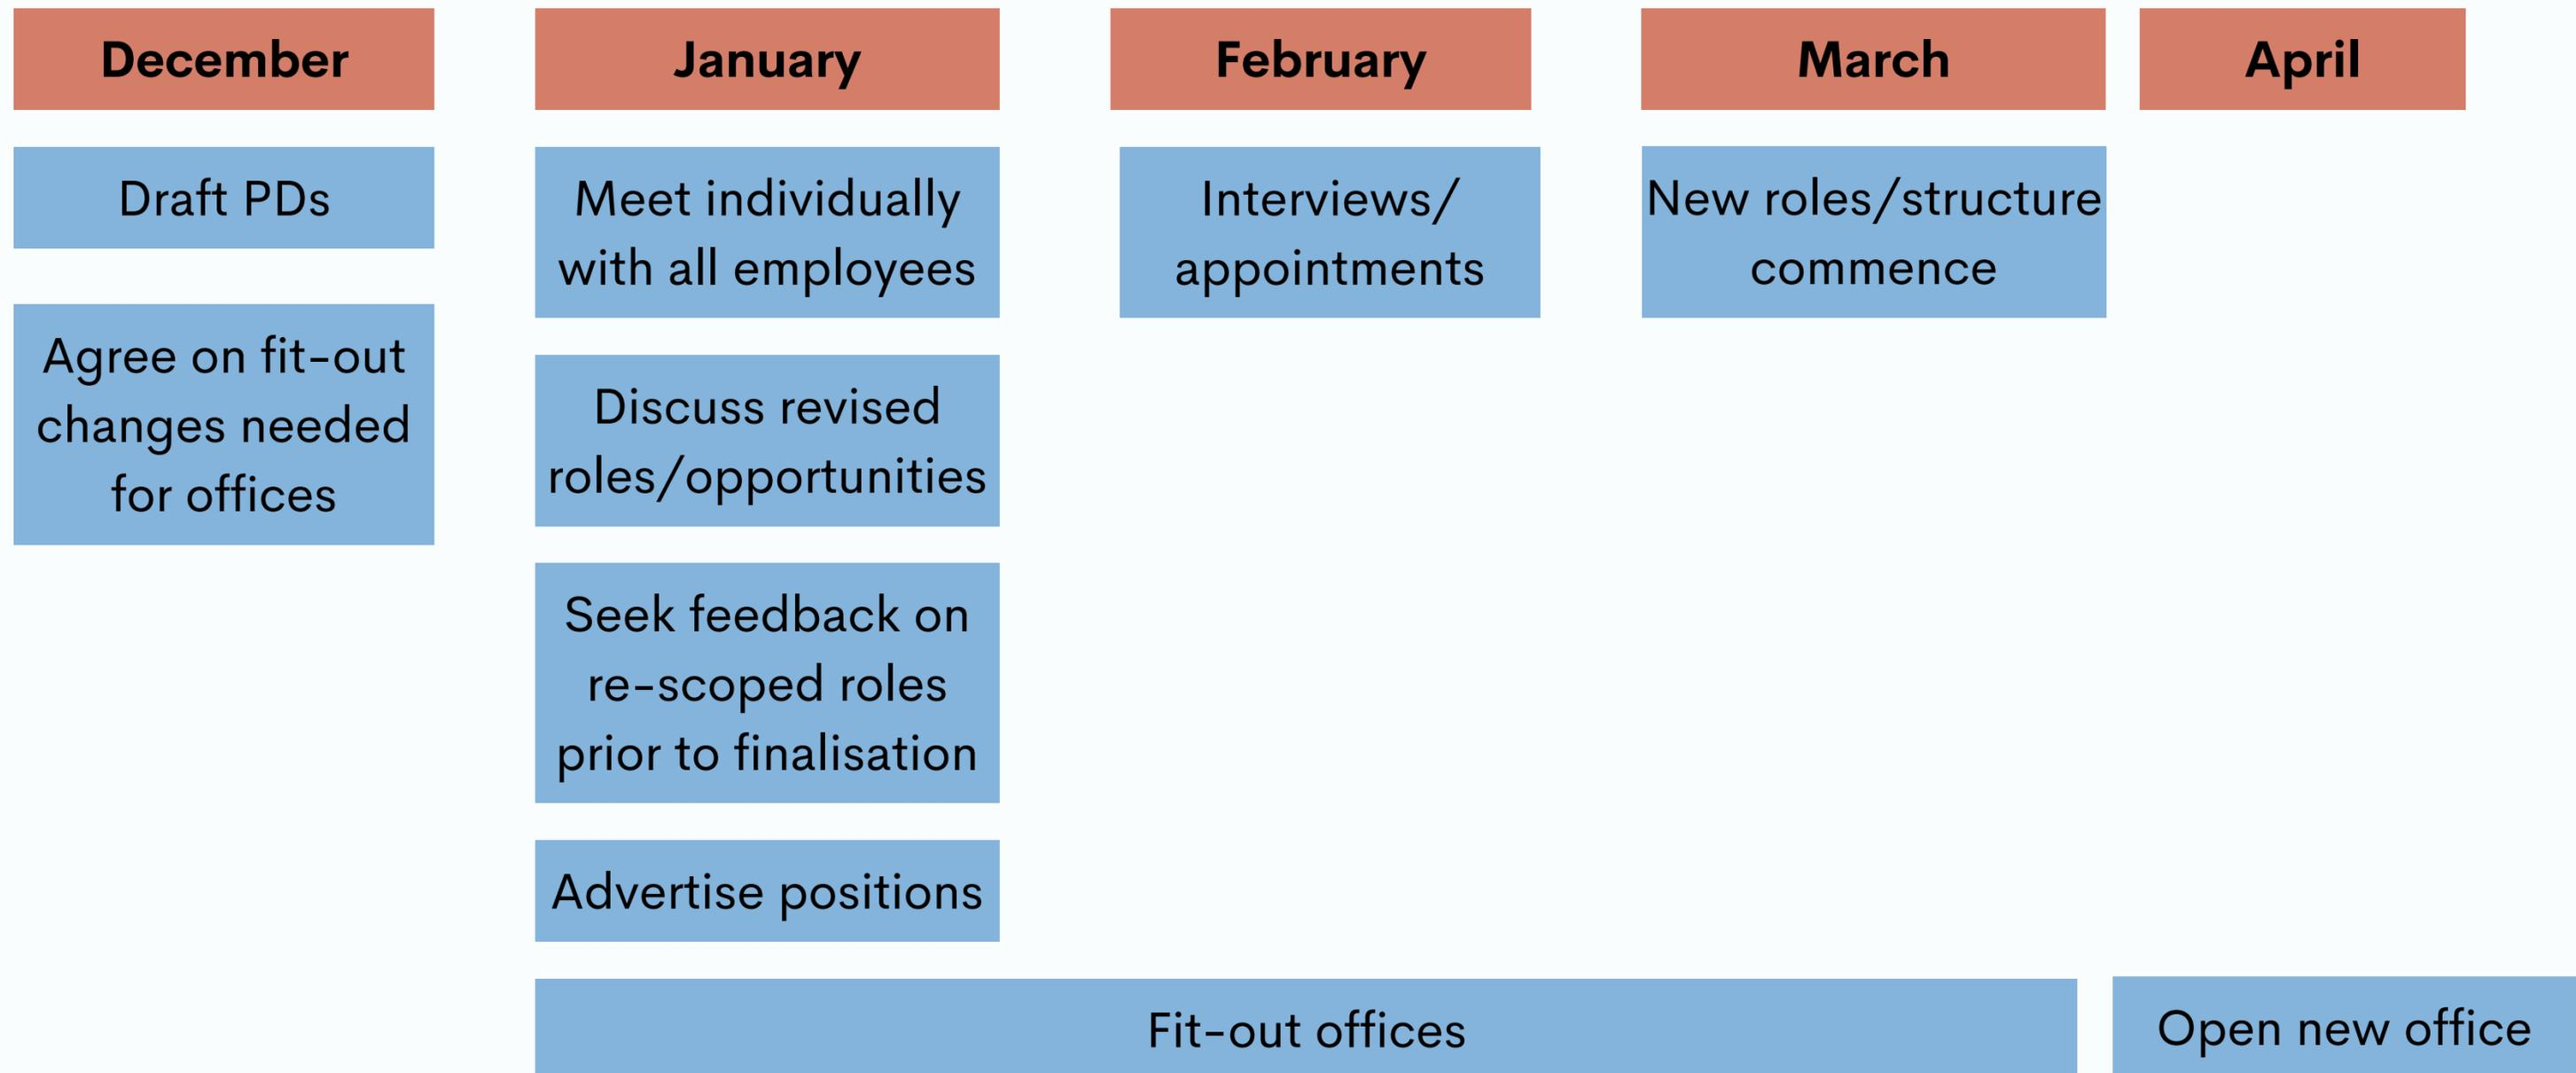 December
January
February
March
April
Draft PDs
Agree on fit-out
changes needed
for offices
Meet individually
with all employees
Discuss revised
roles/opportunities
Seek feedback on
re-scoped roles
prior to finalisation
Advertise positions
Interviews/
appointments
New roles/structure
commence
Fit-out offices
Open new office